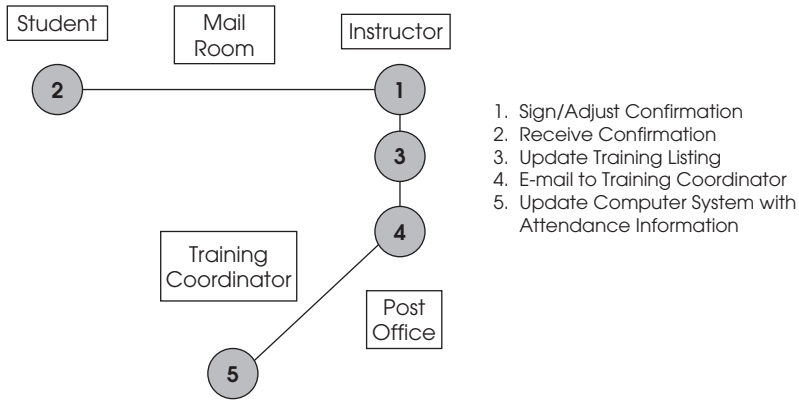 Student
Mail
Room
Instructor
2
1
3
4
Training
Coordinator
Post
Office
5
1. Sign/Adjust Confirmation
2. Receive Confirmation
3. Update Training Listing
4. E-mail to Training Coordinator
5. Update Computer System with
Attendance Information